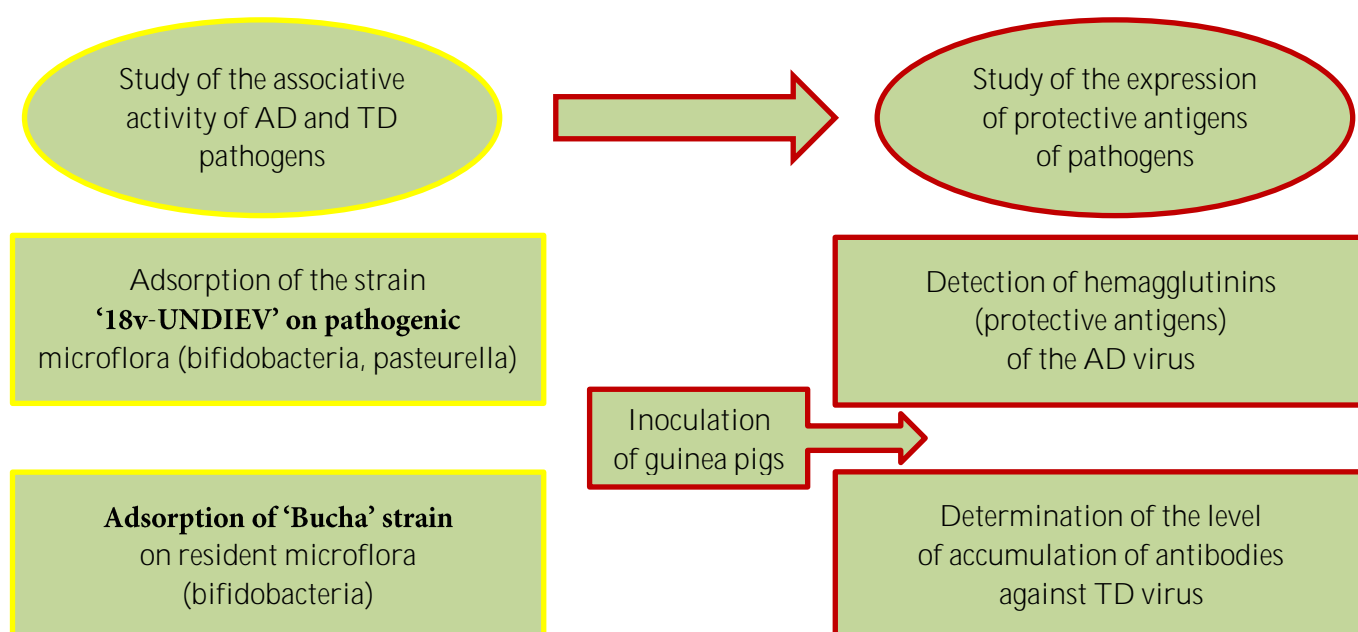 Study of the associative
activity of AD and TD
pathogens
Study of the expression
of protective antigens
of pathogens
Adsorption of the strain
‘18v-UNDIEV’ on pathogenic
microflora (bifidobacteria, pasteurella)
Detection of hemagglutinins
(protective antigens)
of the AD virus
Inoculation
of guinea pigs
Adsorption of ‘Bucha’ strain
on resident microflora
(bifidobacteria)
Determination of the level
of accumulation of antibodies
against TD virus